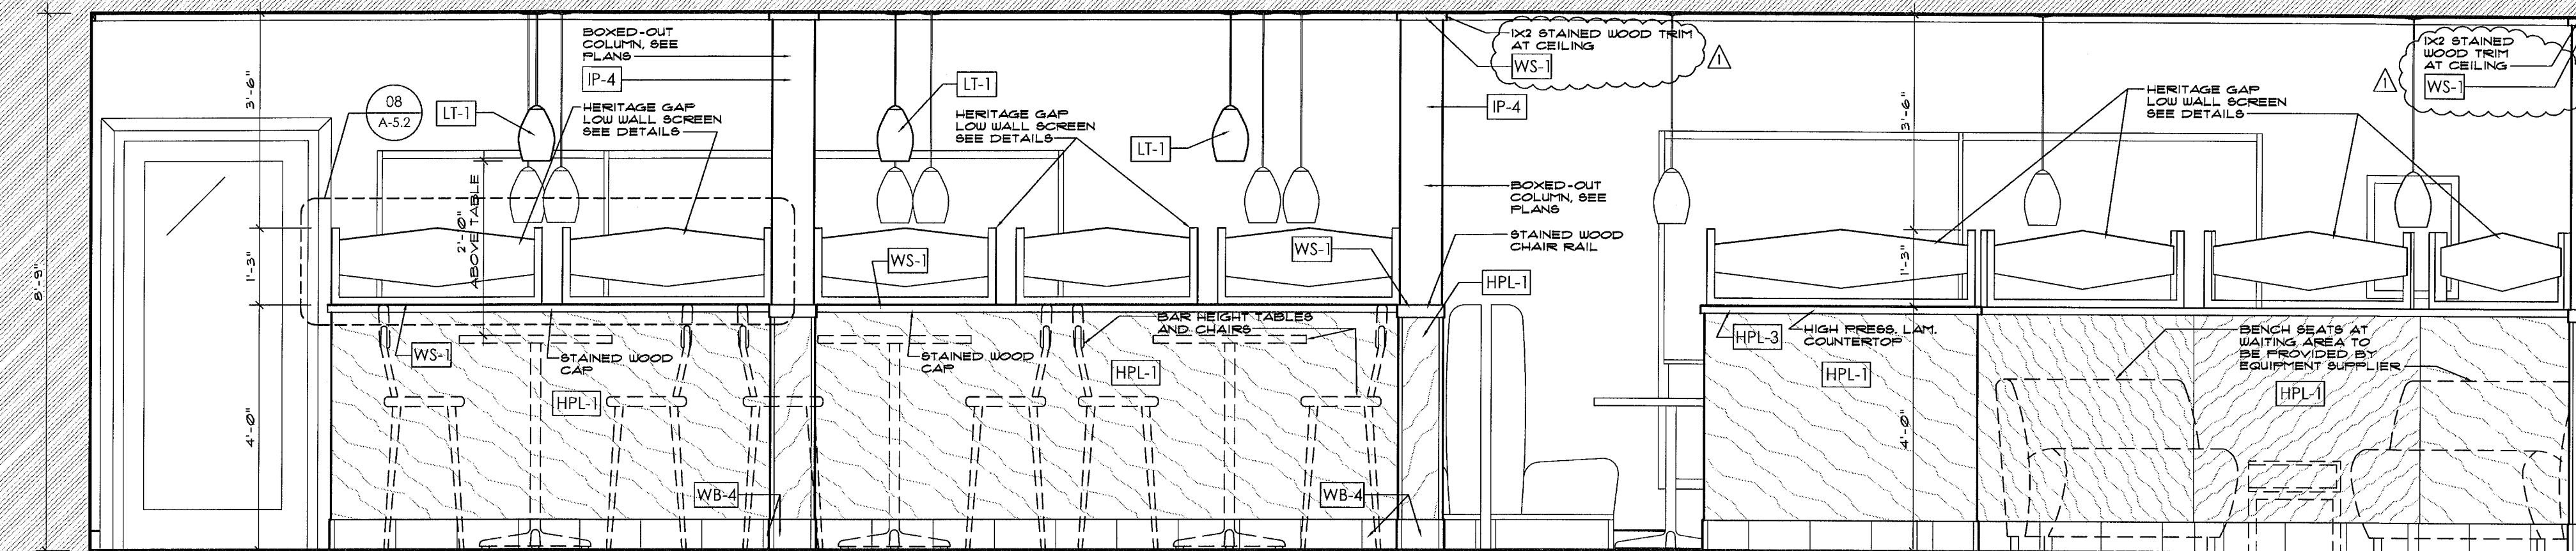 BOXED-OUT
COLUMN, SEE
PLANS
IP-4
08
A-5.2
LT-1
HERITAGE GAP
LOW WALL SCREEN
SEE DETAILS
LT-1
HERITAGE GAP
LOW WALL SCREEN
SEE DETAILS
LT-1
1X2 STAINED WOOD TRIM
AT CEILING
WS-1
1
IP-4
BOXED-OUT
COLUMN, SEE
PLANS
STAINED WOOD
CHAIR RAIL
HPL-1
1X2 STAINED
WOOD TRIM
AT CEILING
WS-1
1
HERITAGE GAP
LOW WALL SCREEN
SEE DETAILS
8'-9"
3'-6"
1'-3"
4'-0"
2'-0"
ABOVE TABLE
WS-1
WS-1
3'-6"
1'-3"
4'-0"
WS-1
STAINED WOOD
CAP
HPL-1
STAINED WOOD
CAP
BAR HEIGHT TABLES
AND CHAIRS
HPL-1
WB-4
WB-4
HPL-3
HIGH PRESS. LAM.
COUNTERTOP
HPL-1
BENCH SEATS AT
WAITING AREA TO
BE PROVIDED BY
EQUIPMENT SUPPLIER
HPL-1